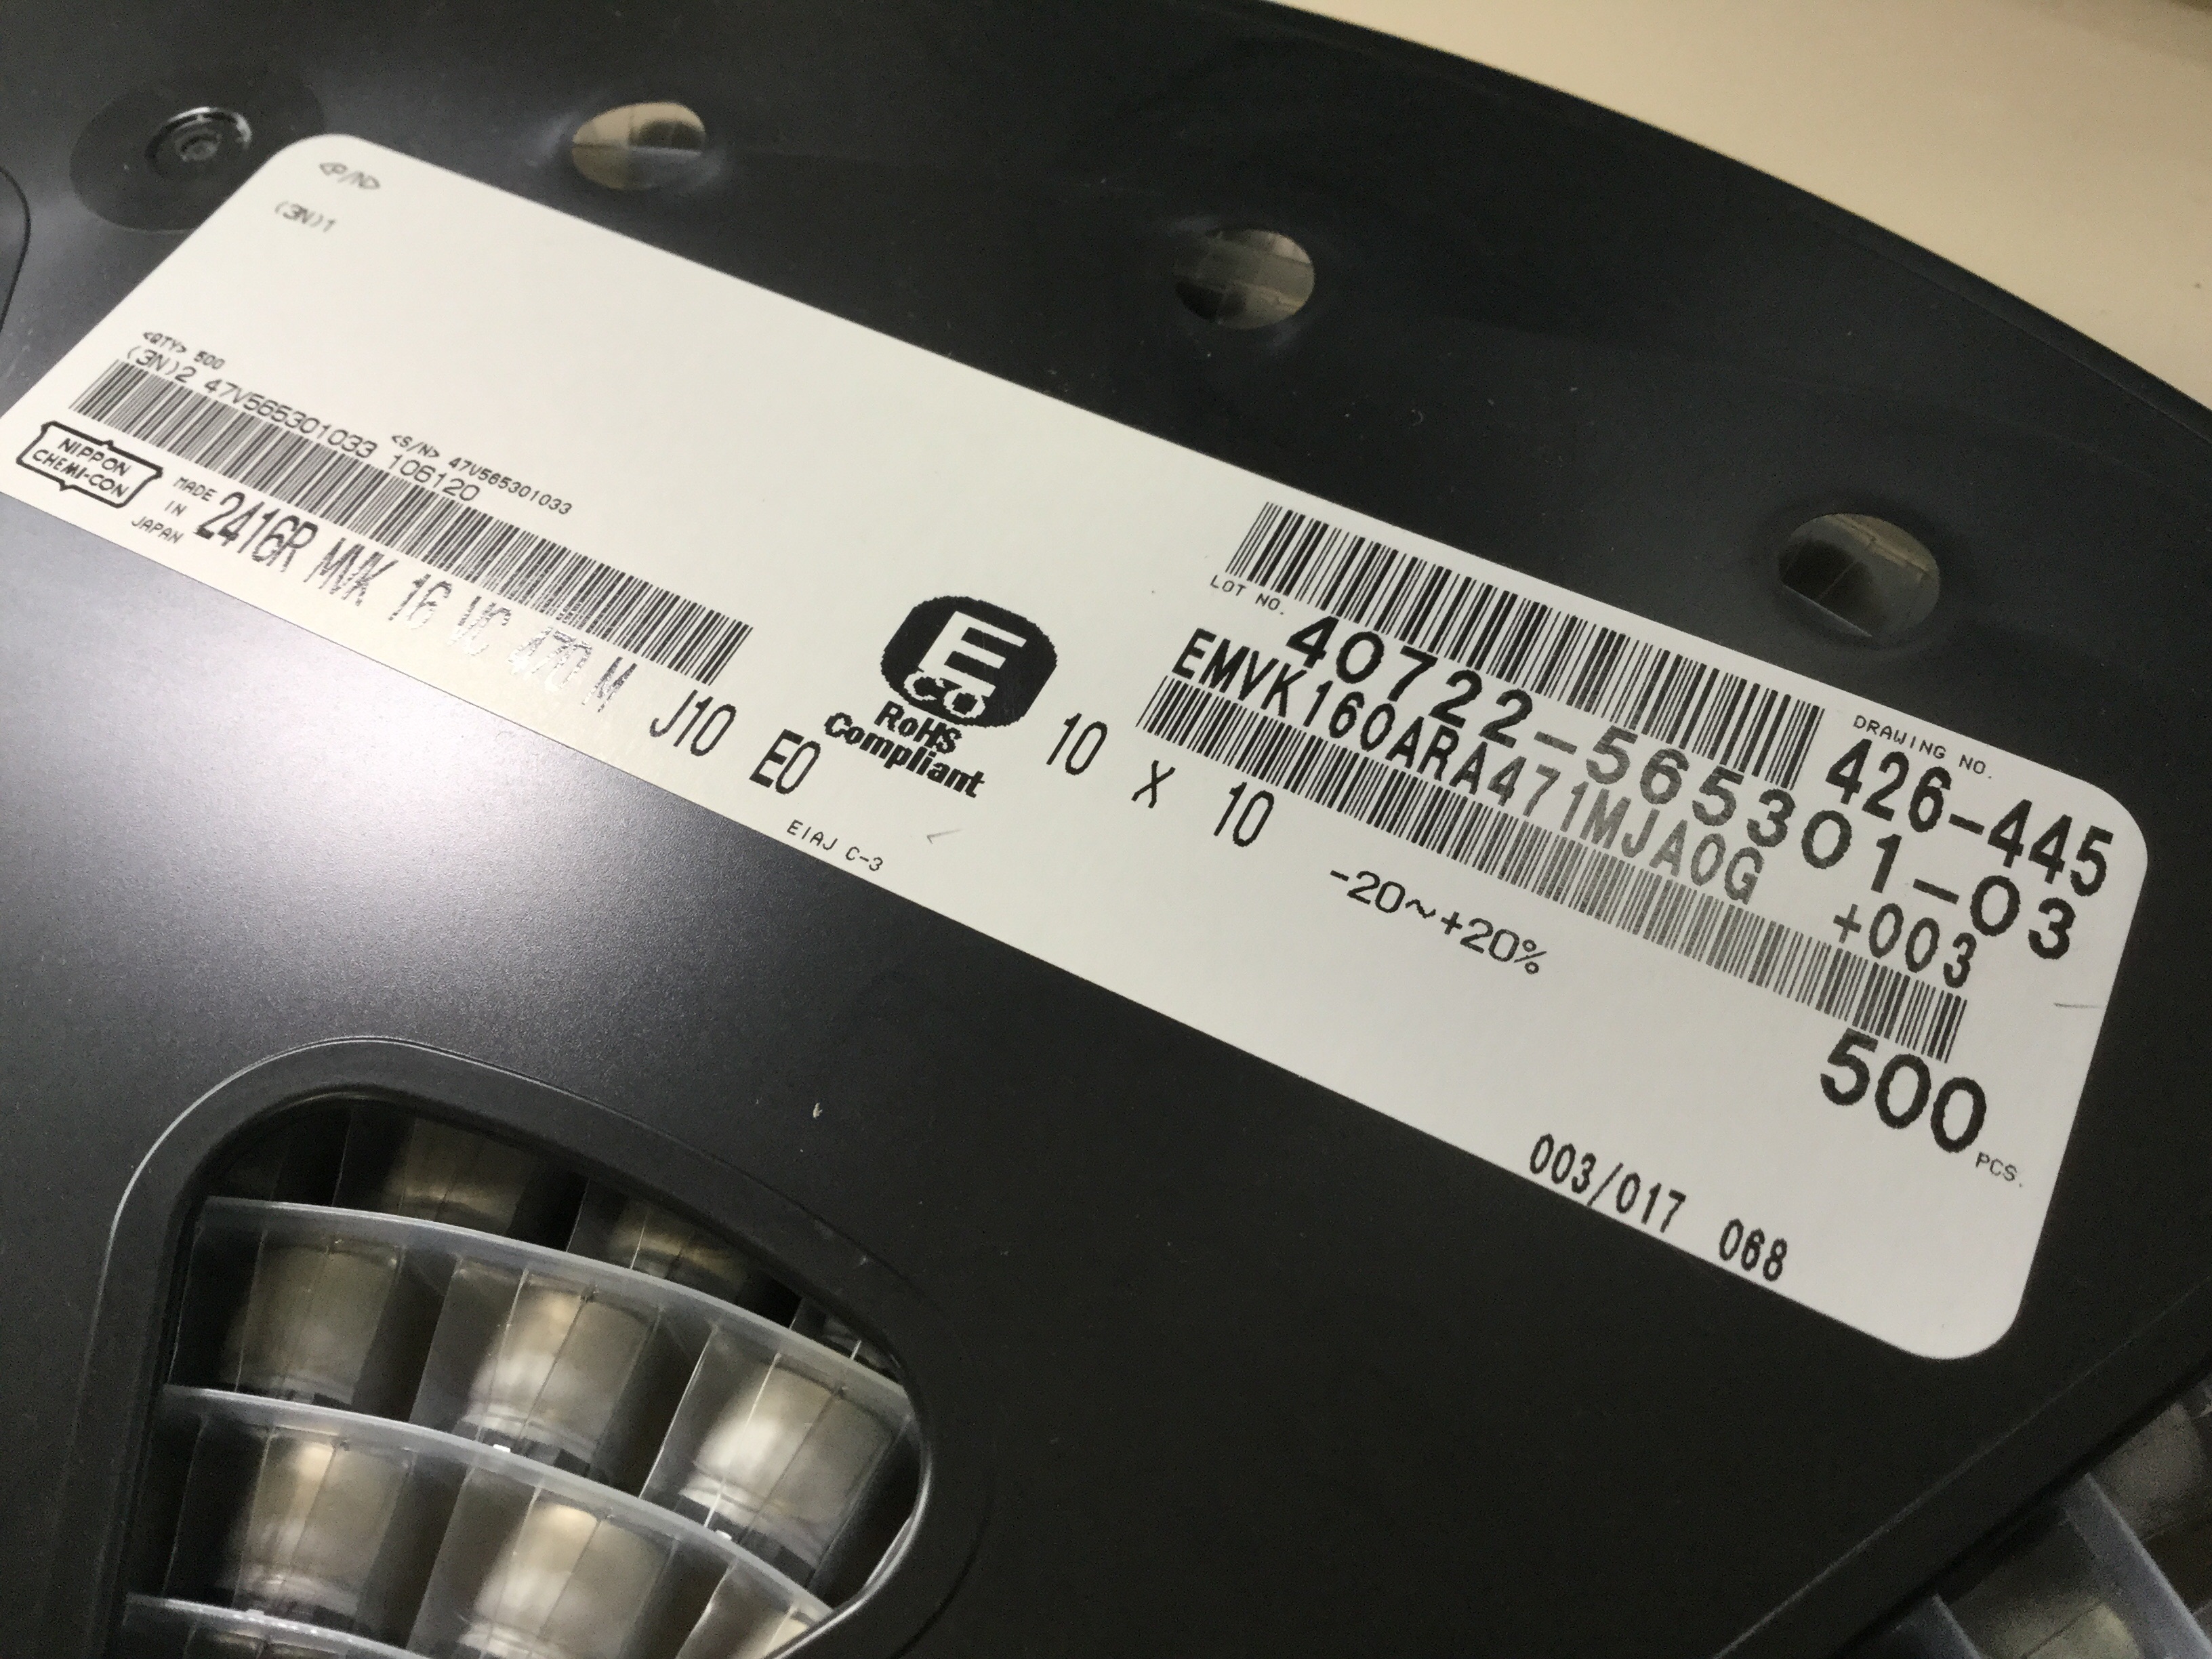 <P/N>
(3N)1
<QTY> 500
(3N)2 47V565301033 106120
<S/N> 47V565301033
NIPPON
CHEMI-CON
MADE
IN
JAPAN
2416R MVK 16 VC 470 M J10 E0
10 X 10
E
CO
RoHS
Compliant
EIAJ C-3
LOT NO.
40722-565301-03
DRAWING NO.
426-445
EMVK160ARA471MJA0G +003
-20~+20%
500 PCS.
003/017 068